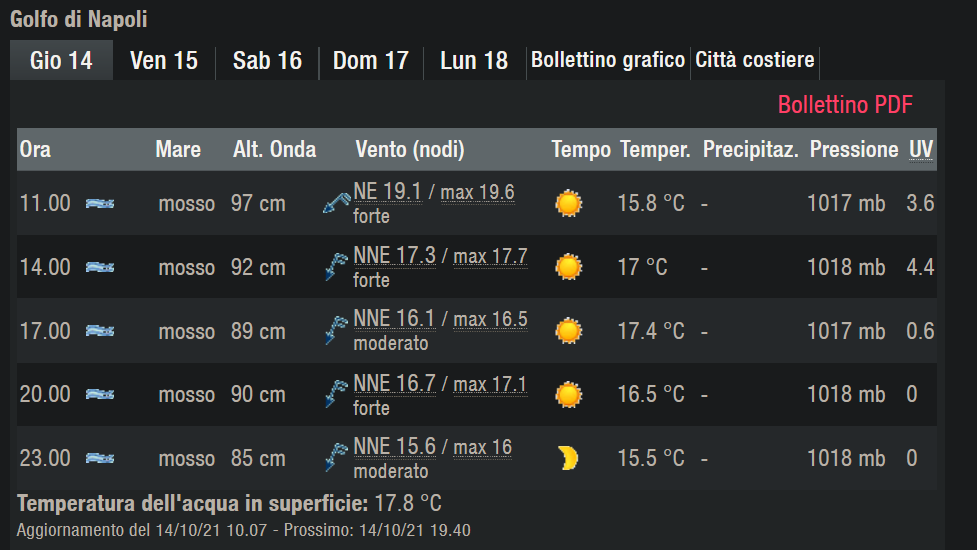 Golfo di Napoli
Gio 14 Ven 15 Sab 16 Dom 17 Lun 18 Bollettino grafico Città costiere
Bollettino PDF
Ora Mare Alt. Onda Vento (nodi) Tempo Temper. Precipitaz. Pressione UV
11.00 mosso 97 cm NE 19.1 / max 19.6 forte 15.8 °C - 1017 mb 3.6
14.00 mosso 92 cm NNE 17.3 / max 17.7 forte 17 °C - 1018 mb 4.4
17.00 mosso 89 cm NNE 16.1 / max 16.5 moderato 17.4 °C - 1017 mb 0.6
20.00 mosso 90 cm NNE 16.7 / max 17.1 forte 16.5 °C - 1018 mb 0
23.00 mosso 85 cm NNE 15.6 / max 16 moderato 15.5 °C - 1018 mb 0
Temperatura dell'acqua in superficie: 17.8 °C
Aggiornamento del 14/10/21 10.07 - Prossimo: 14/10/21 19.40